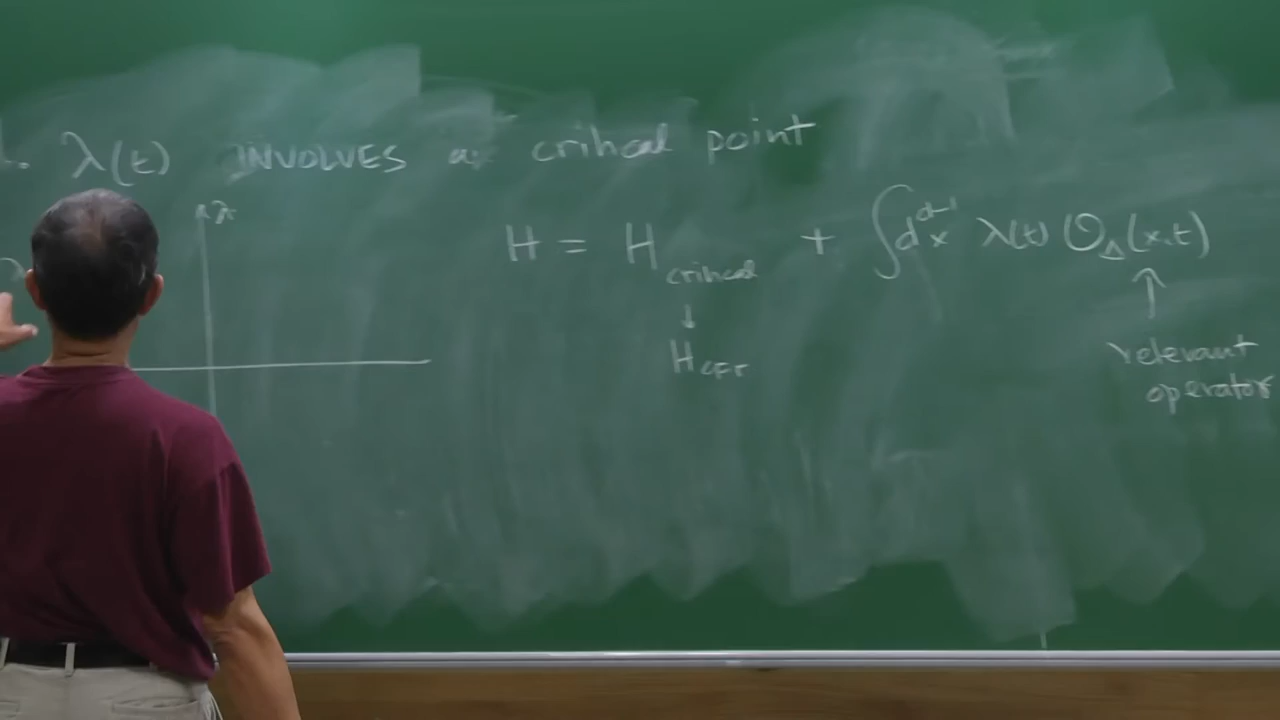 λ(t) INVOLVES a critical point
λ
H = H_critical + ∫ d^{d-1}x λ(t) O_Δ(x,t)
↓ ↑
H_CFT relevant
operator